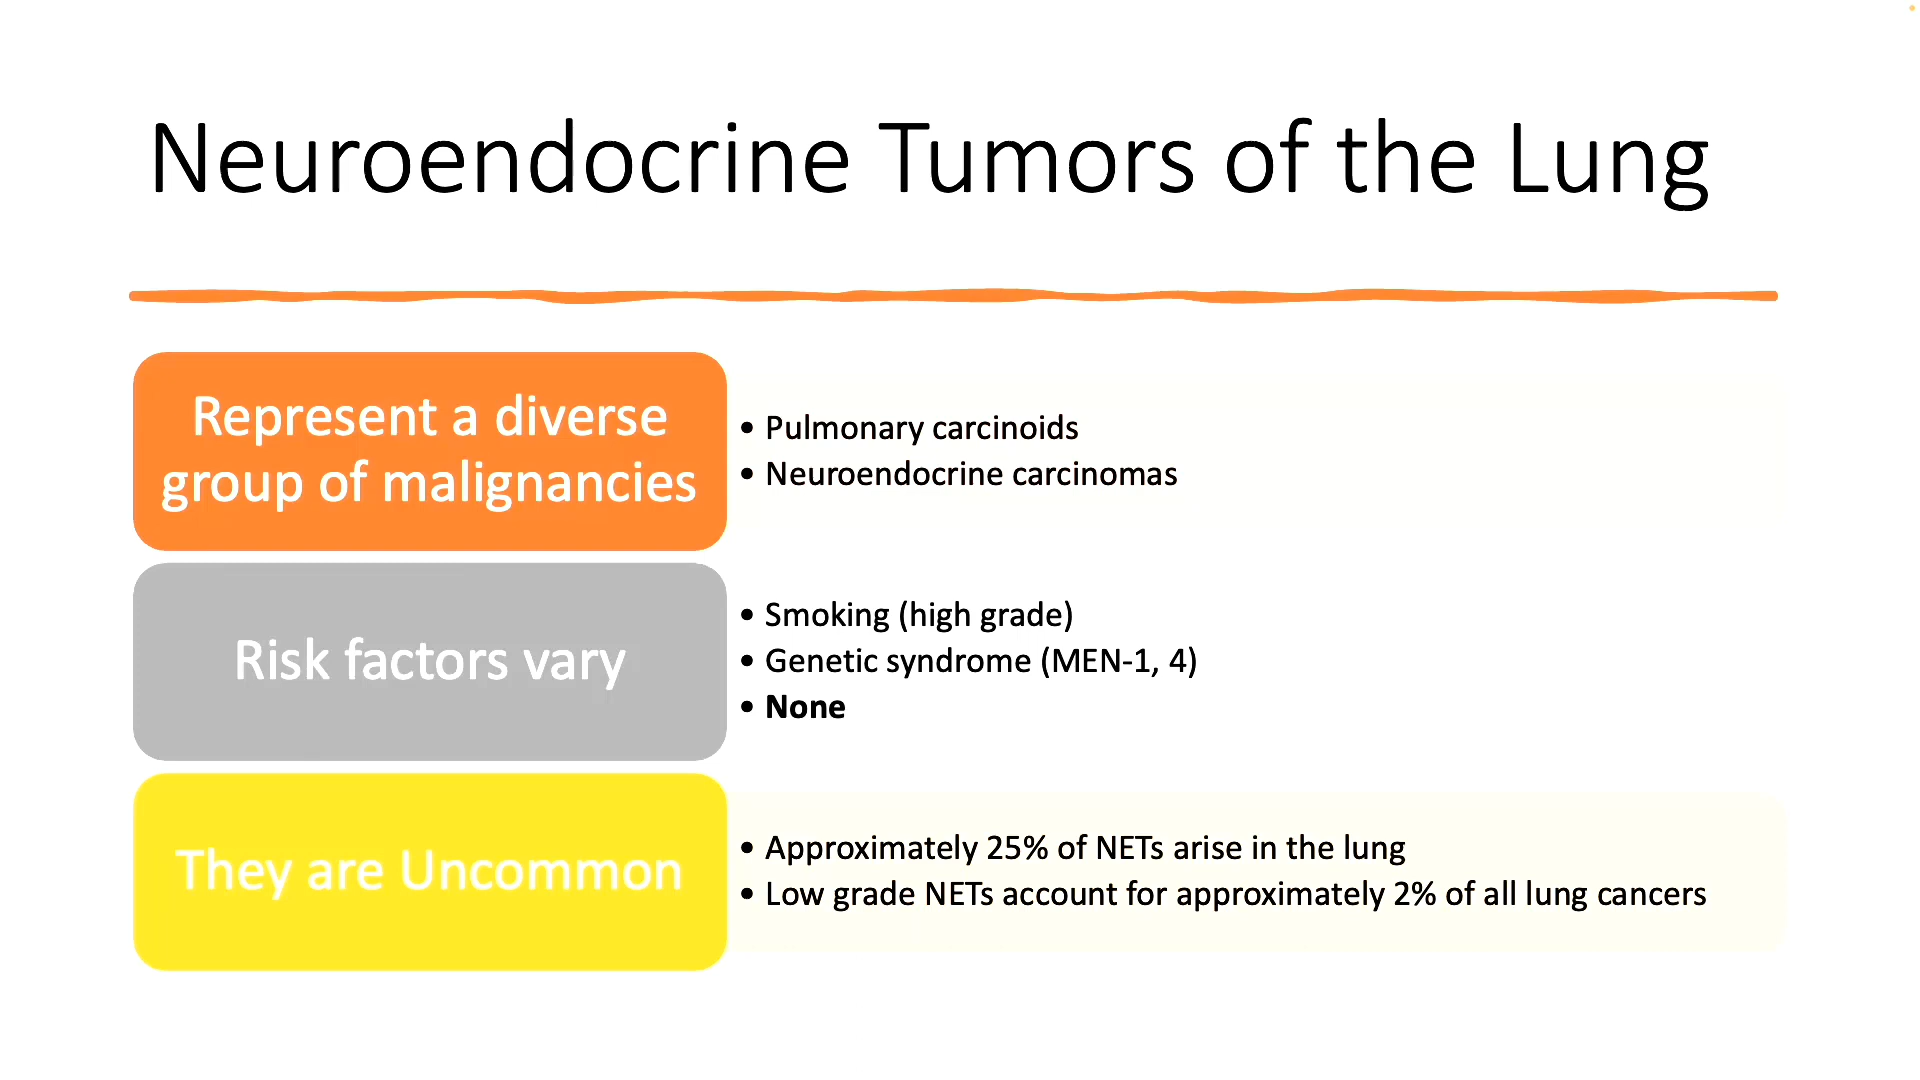 Neuroendocrine Tumors of the Lung
Represent a diverse
group of malignancies
• Pulmonary carcinoids
• Neuroendocrine carcinomas
Risk factors vary
• Smoking (high grade)
• Genetic syndrome (MEN-1, 4)
• None
They are Uncommon
• Approximately 25% of NETs arise in the lung
• Low grade NETs account for approximately 2% of all lung cancers